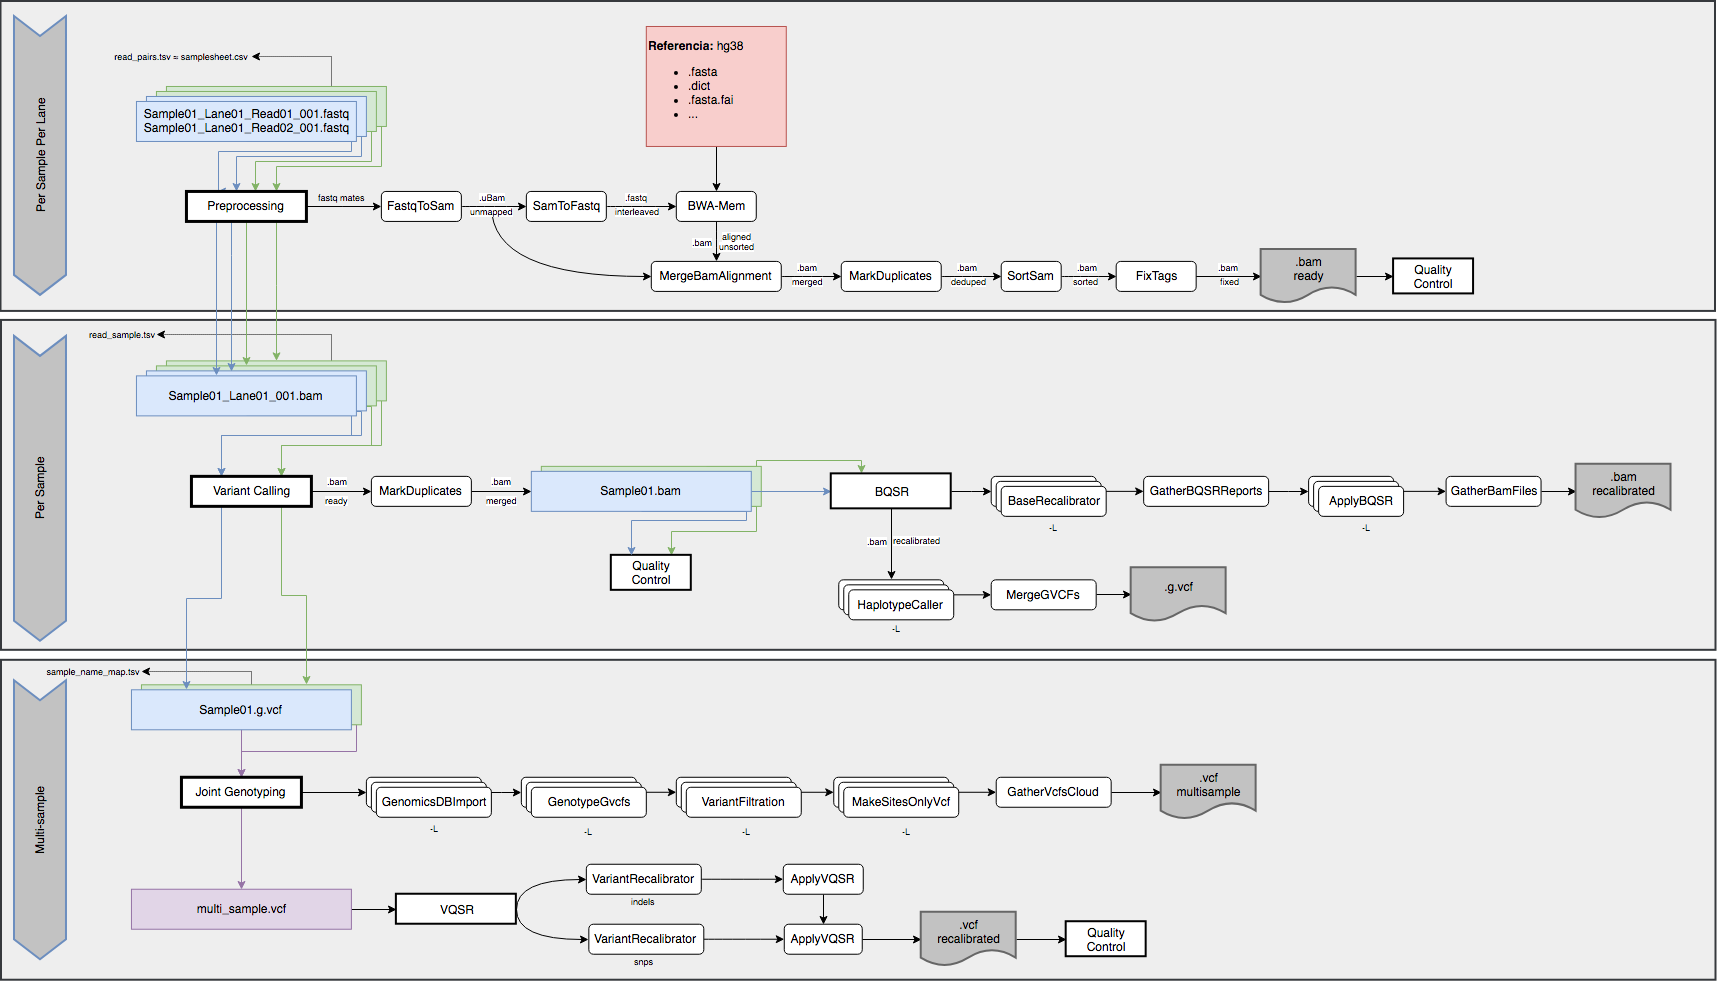 Per Sample Per Lane
read_pairs.tsv = samplesheet.csv
Sample01_Lane01_Read01_001.fastq
Sample01_Lane01_Read02_001.fastq
Referencia: hg38
.fasta
.dict
.fasta.fai
...
Preprocessing
fastq mates
FastqToSam
.uBam
unmapped
SamToFastq
.fastq
interleaved
BWA-Mem
.bam
aligned
unsorted
MergeBamAlignment
.bam
merged
MarkDuplicates
.bam
deduped
SortSam
.bam
sorted
FixTags
.bam
fixed
.bam
ready
Quality
Control
Per Sample
read_sample.tsv
Sample01_Lane01_001.bam
Variant Calling
.bam
ready
MarkDuplicates
.bam
merged
Sample01.bam
Quality
Control
BQSR
BaseRecalibrator
-L
GatherBQSRReports
ApplyBQSR
-L
GatherBamFiles
.bam
recalibrated
.bam
recalibrated
HaplotypeCaller
-L
MergeGVCFs
.g.vcf
Multi-sample
sample_name_map.tsv
Sample01.g.vcf
Joint Genotyping
GenomicsDBImport
-L
GenotypeGvcfs
-L
VariantFiltration
-L
MakeSitesOnlyVcf
-L
GatherVcfsCloud
.vcf
multisample
multi_sample.vcf
VQSR
VariantRecalibrator
indels
ApplyVQSR
VariantRecalibrator
snps
ApplyVQSR
.vcf
recalibrated
Quality
Control